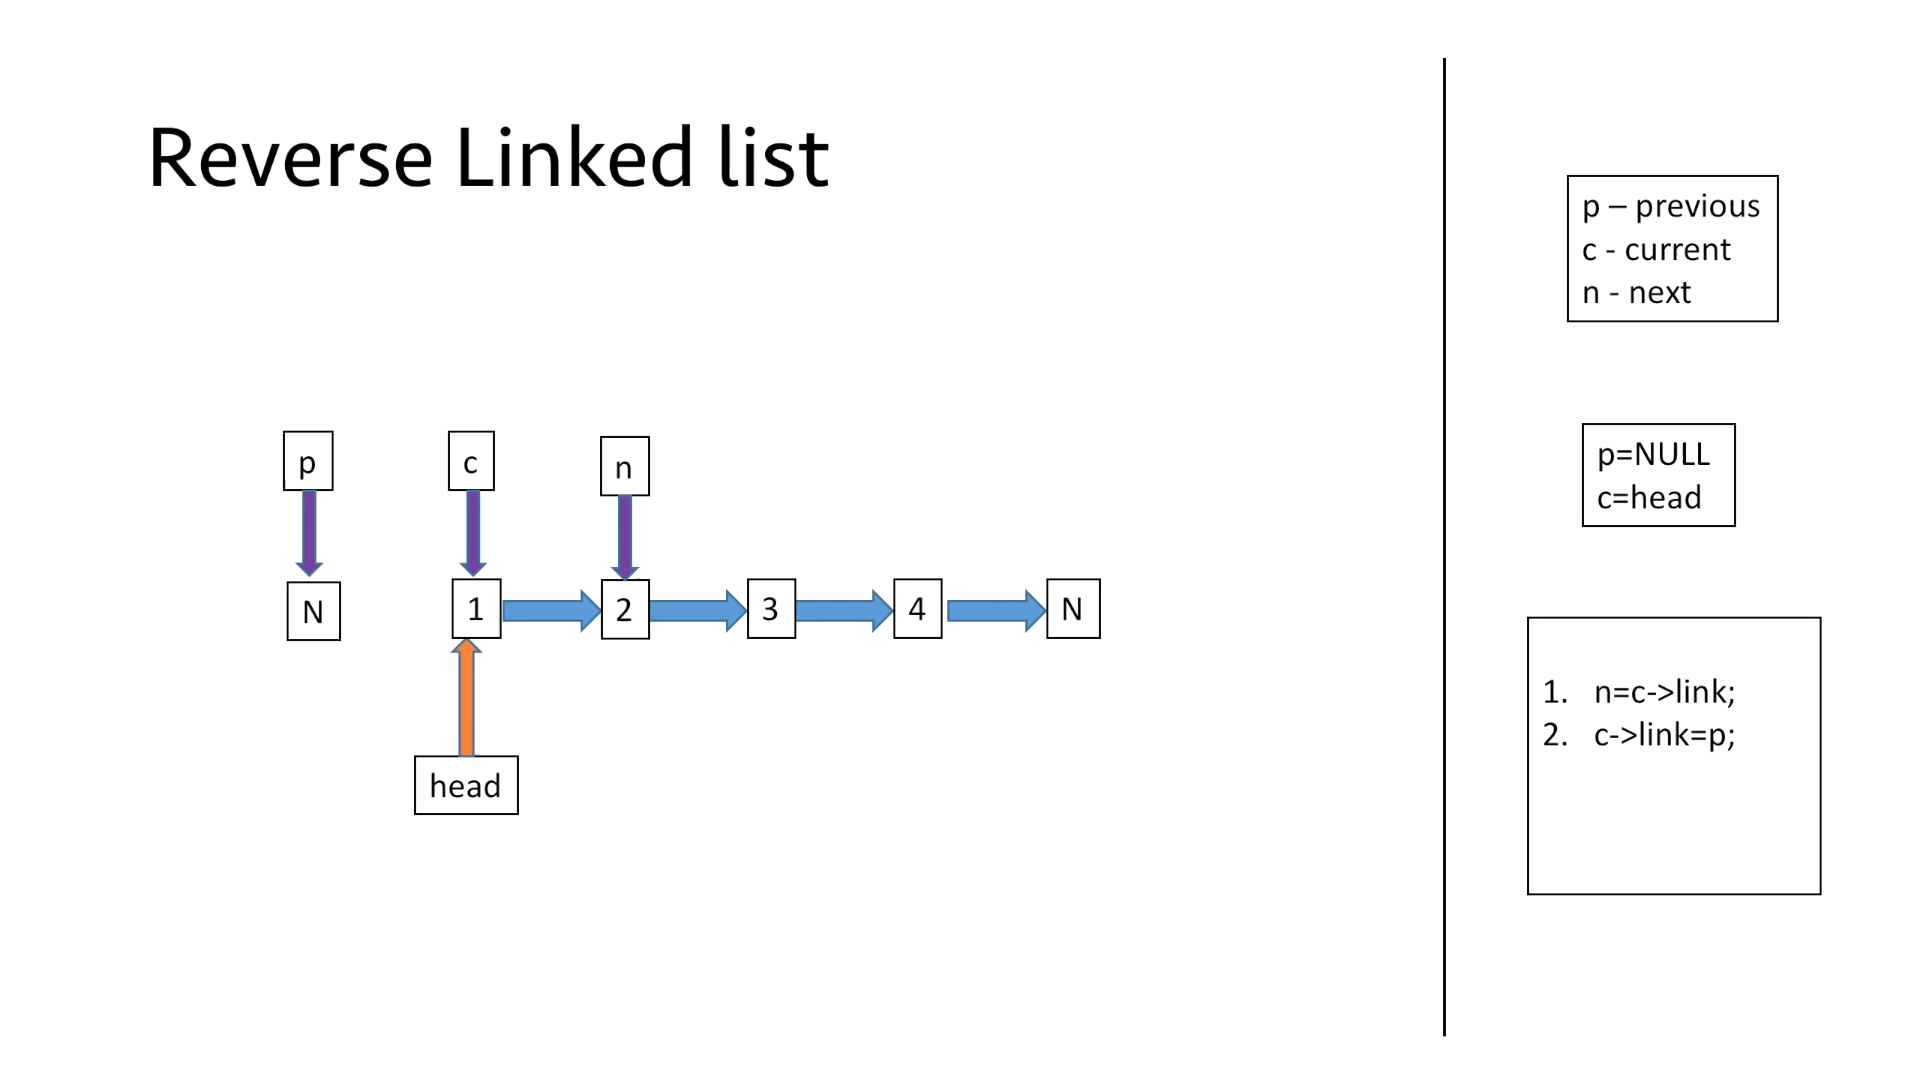 Reverse Linked list
p
c
n
N
1
2
3
4
N
head
p – previous
c - current
n - next
p=NULL
c=head
1. n=c->link;
2. c->link=p;